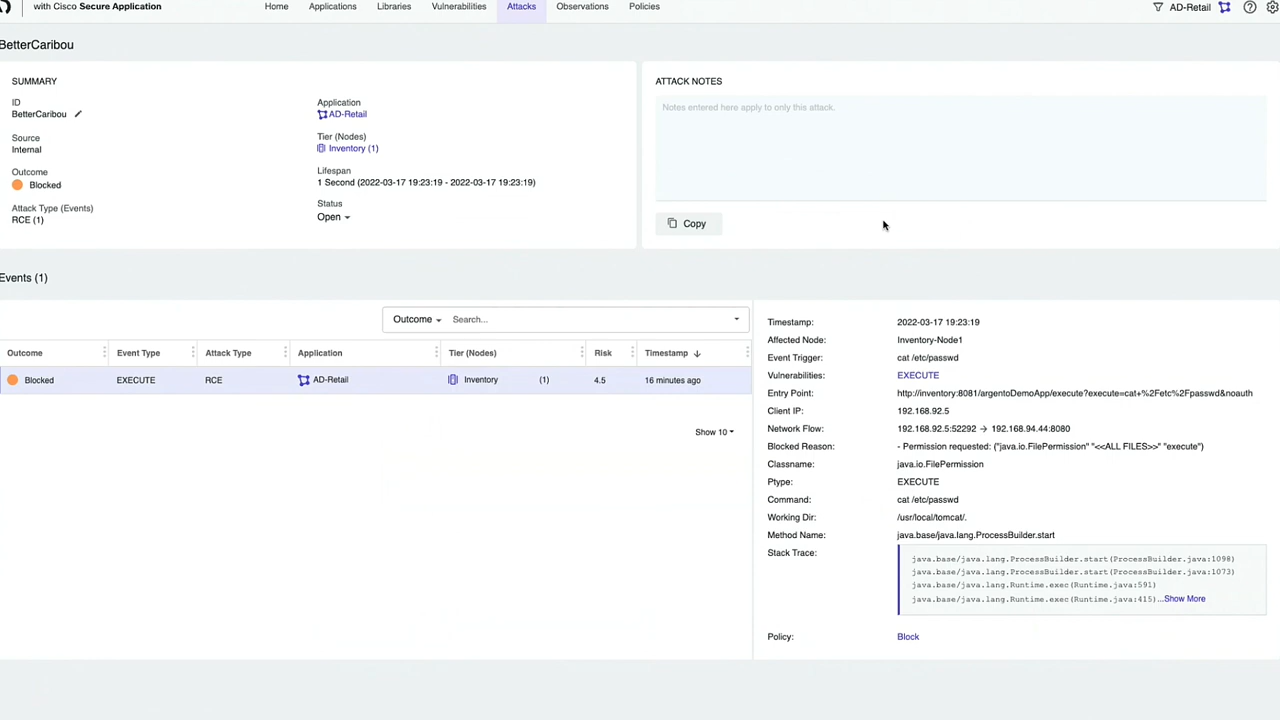 with Cisco Secure Application
Home Applications Libraries Vulnerabilities Attacks Observations Policies
AD-Retail
BetterCaribou
SUMMARY
ID
BetterCaribou
Source
Internal
Outcome
Blocked
Attack Type (Events)
RCE (1)
Application
AD-Retail
Tier (Nodes)
Inventory (1)
Lifespan
1 Second (2022-03-17 19:23:19 - 2022-03-17 19:23:19)
Status
Open
ATTACK NOTES
Notes entered here apply to only this attack.
Copy
Events (1)
Outcome Search...
Outcome Event Type Attack Type Application Tier (Nodes) Risk Timestamp
Blocked EXECUTE RCE AD-Retail Inventory (1) 4.5 16 minutes ago
Show 10
Timestamp: 2022-03-17 19:23:19
Affected Node: Inventory-Node1
Event Trigger: cat /etc/passwd
Vulnerabilities: EXECUTE
Entry Point: http://inventory:8081/argentoDemoApp/execute?execute=cat+%2Fetc%2Fpasswd&noauth
Client IP: 192.168.92.5
Network Flow: 192.168.92.5:52292 → 192.168.94.44:8080
Blocked Reason: - Permission requested: ("java.io.FilePermission" "<<ALL FILES>>" "execute")
Classname: java.io.FilePermission
Ptype: EXECUTE
Command: cat /etc/passwd
Working Dir: /usr/local/tomcat/.
Method Name: java.base/java.lang.ProcessBuilder.start
Stack Trace: java.base/java.lang.ProcessBuilder.start(ProcessBuilder.java:1098)
java.base/java.lang.ProcessBuilder.start(ProcessBuilder.java:1073)
java.base/java.lang.Runtime.exec(Runtime.java:591)
java.base/java.lang.Runtime.exec(Runtime.java:415)...Show More
Policy: Block